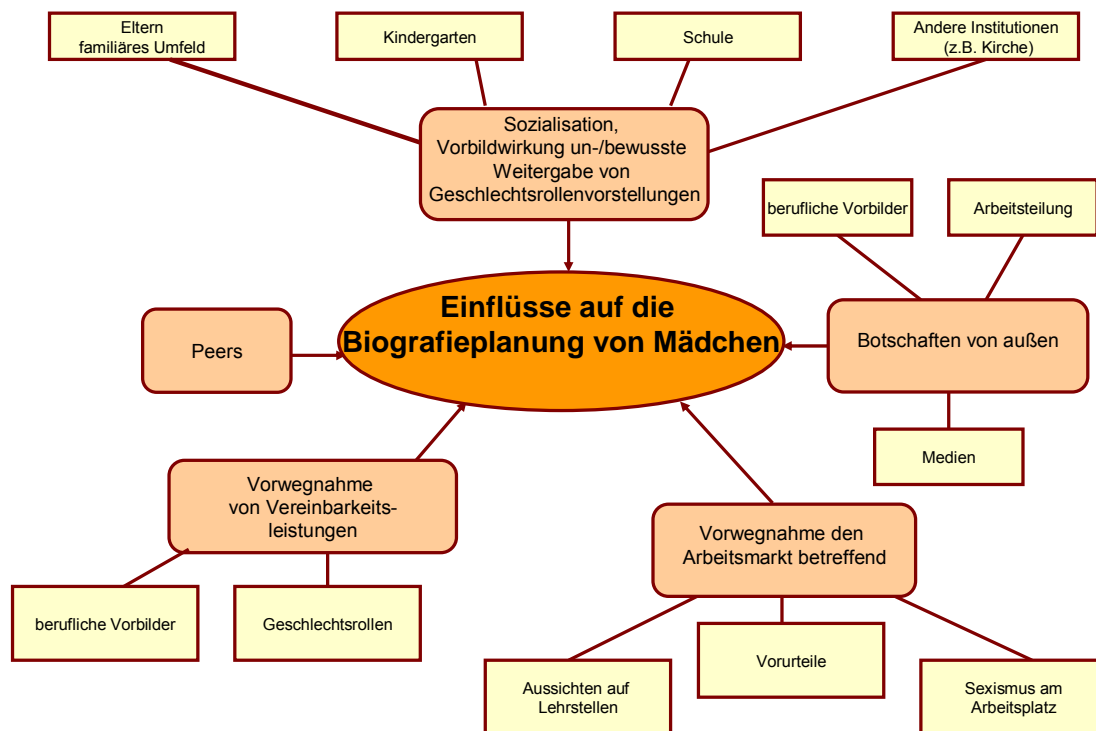 Eltern
familiäres Umfeld
Kindergarten
Schule
Andere Institutionen
(z.B. Kirche)
Sozialisation,
Vorbildwirkung un-/bewusste
Weitergabe von
Geschlechtsrollenvorstellungen
berufliche Vorbilder
Arbeitsteilung
Einflüsse auf die
Biografieplanung von Mädchen
Peers
Botschaften von außen
Medien
Vorwegnahme
von Vereinbarkeits-
leistungen
Vorwegnahme den
Arbeitsmarkt betreffend
berufliche Vorbilder
Geschlechtsrollen
Vorurteile
Aussichten auf
Lehrstellen
Sexismus am
Arbeitsplatz